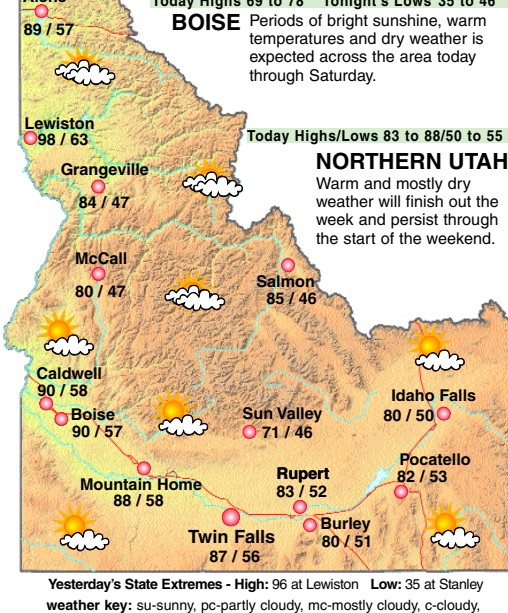 Today Highs 69 to 78 Tonight's Lows 35 to 46
89 / 57
BOISE Periods of bright sunshine, warm
temperatures and dry weather is
expected across the area today
through Saturday.
Lewiston
98 / 63
Today Highs/Lows 83 to 88/50 to 55
NORTHERN UTAH
Warm and mostly dry
weather will finish out the
week and persist through
the start of the weekend.
Grangeville
84 / 47
McCall
80 / 47
Salmon
85 / 46
Caldwell
90 / 58
Boise
90 / 57
Sun Valley
71 / 46
Idaho Falls
80 / 50
Mountain Home
88 / 58
Rupert
83 / 52
Pocatello
82 / 53
Twin Falls
87 / 56
Burley
80 / 51
Yesterday's State Extremes - High: 96 at Lewiston Low: 35 at Stanley
weather key: su-sunny, pc-partly cloudy, mc-mostly cloudy, c-cloudy,